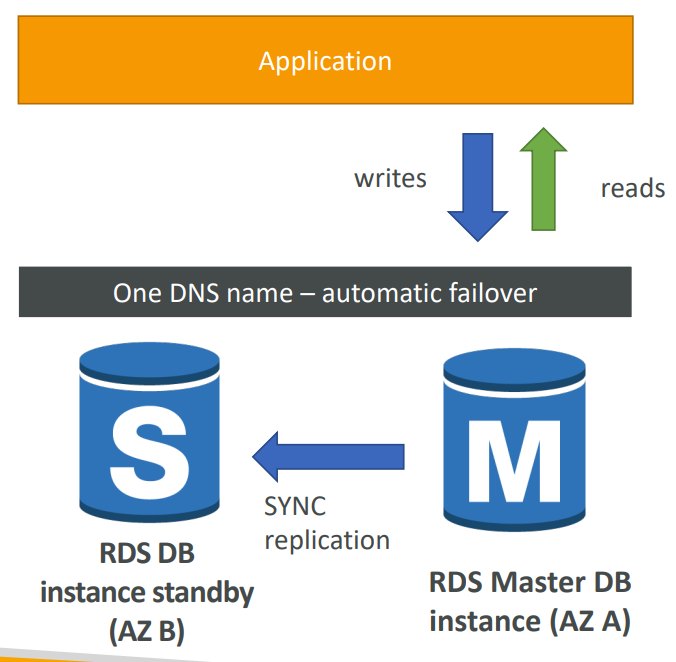 Application
writes
reads
One DNS name – automatic failover
S
M
SYNC
replication
RDS DB
instance standby
(AZ B)
RDS Master DB
instance (AZ A)